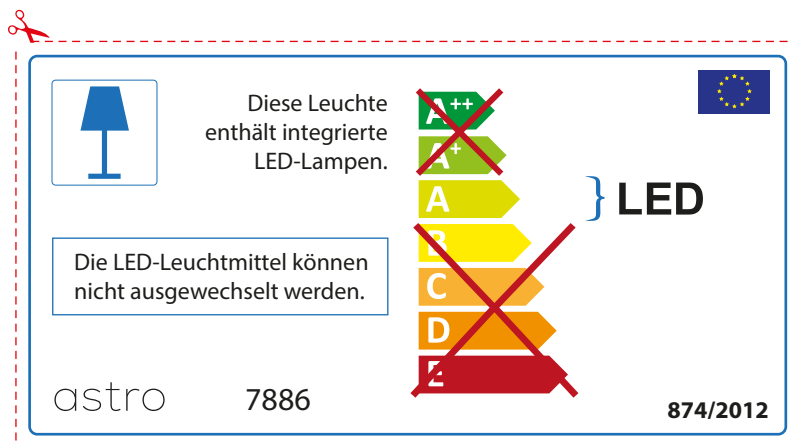 Diese Leuchte
enthält integrierte
LED-Lampen.
A++
A+
A
B
C
D
E
LED
Die LED-Leuchtmittel können
nicht ausgewechselt werden.
astro
7886
874/2012